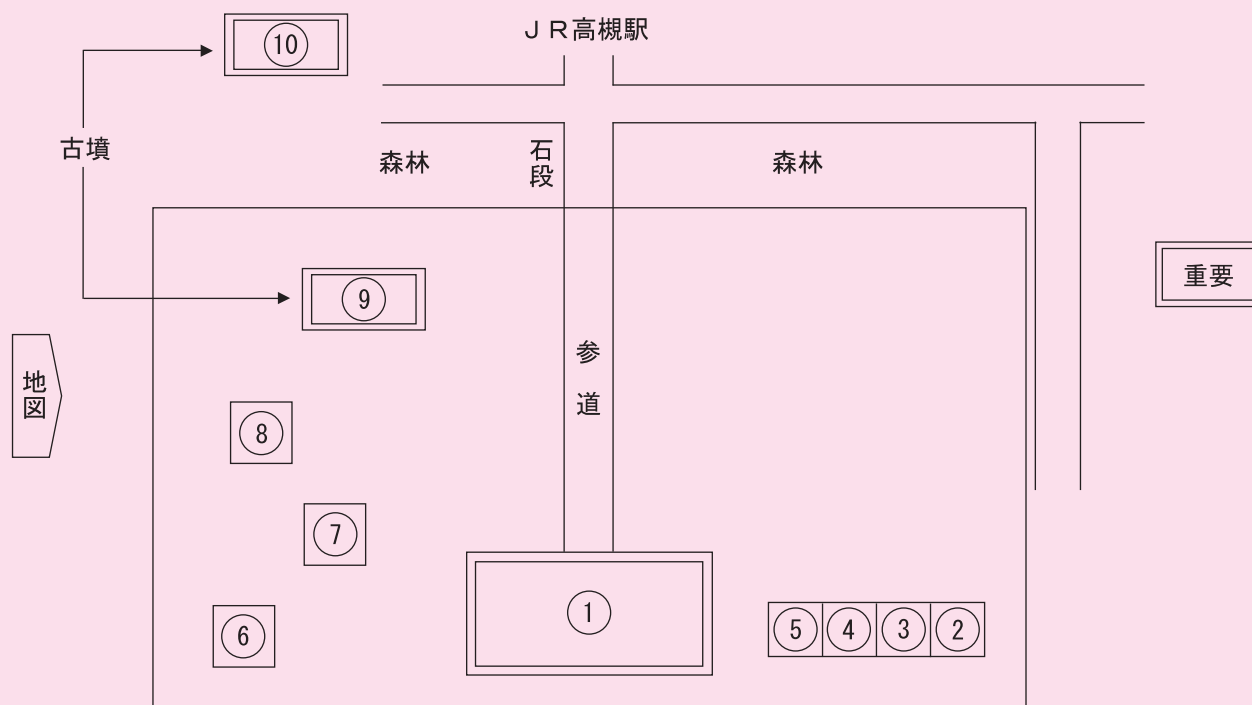 ⑩
ＪＲ高槻駅
古墳
森林
石段
森林
重要
⑨
参道
地図
⑧
⑦
⑥
①
⑤④③②